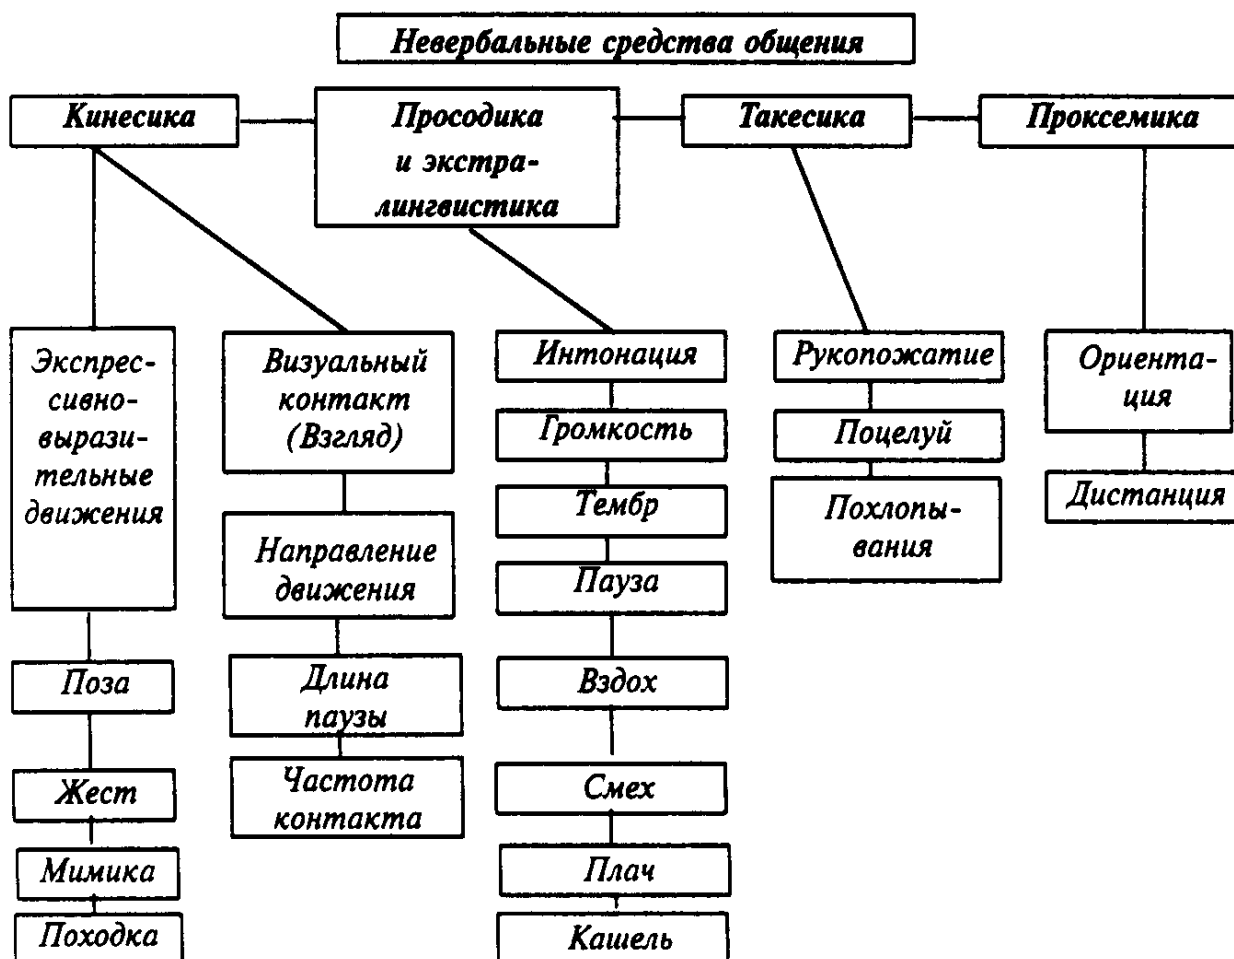 Невербальные средства общения
Кинесика
Просодика
и экстра-
лингвистика
Такесика
Проксемика
Экспрес-
сивно-
вырази-
тельные
движения
Поза
Жест
Мимика
Походка
Визуальный
контакт
(Взгляд)
Направление
движения
Длина
паузы
Частота
контакта
Интонация
Громкость
Тембр
Пауза
Вздох
Смех
Плач
Кашель
Рукопожатие
Поцелуй
Похлопы-
вания
Ориента-
ция
Дистанция